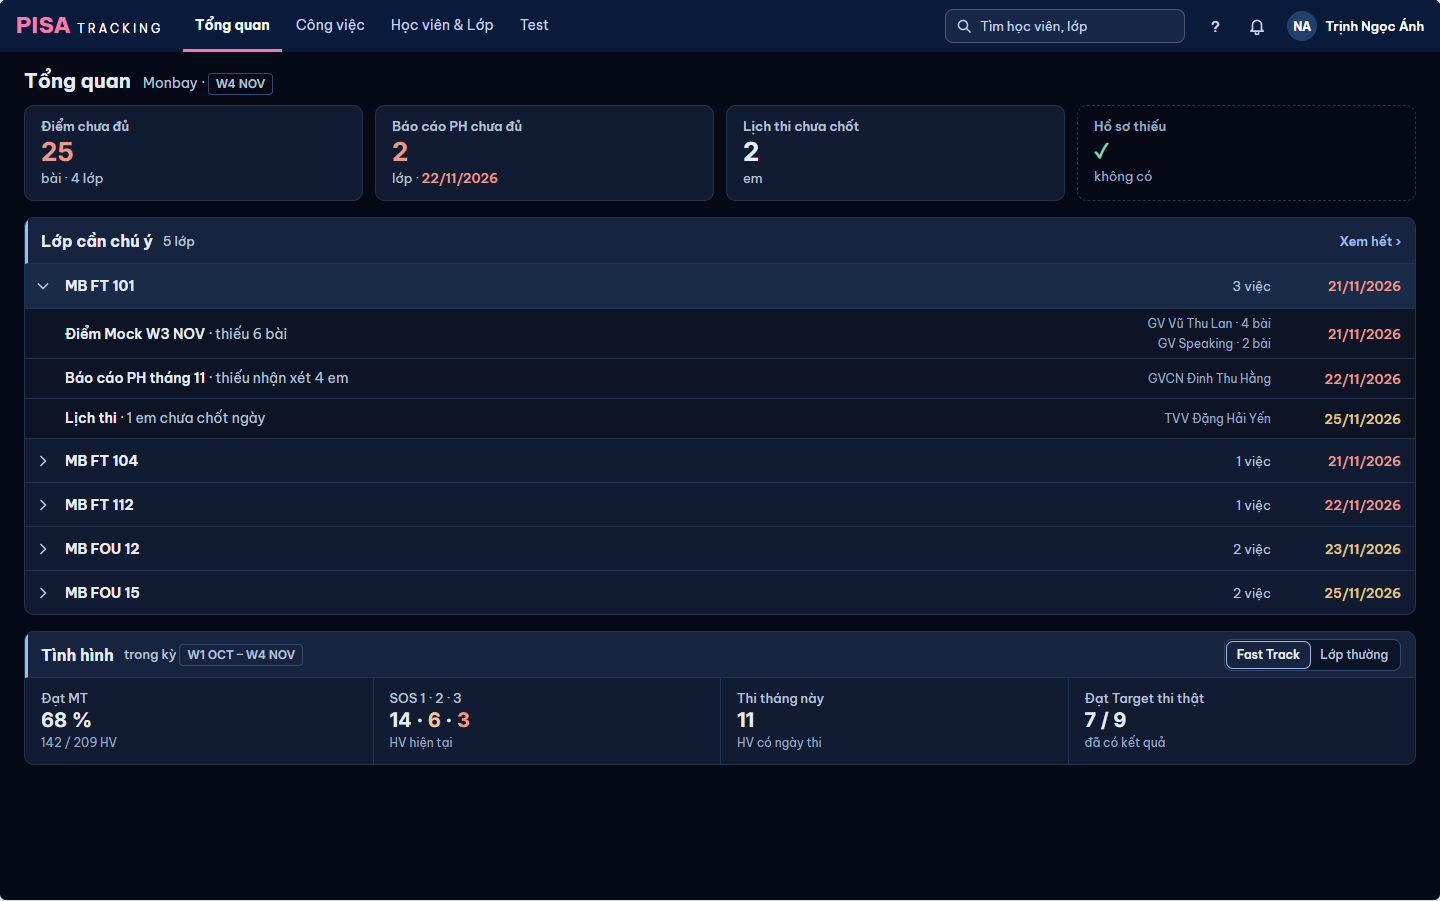 PISA TRACKING
Tổng quan
Công việc
Học viên & Lớp
Test
Tìm học viên, lớp
?
NA
Trịnh Ngọc Ánh
Tổng quan
Monbay · W4 NOV
Điểm chưa đủ
25
bài · 4 lớp
Báo cáo PH chưa đủ
2
lớp · 22/11/2026
Lịch thi chưa chốt
2
em
Hồ sơ thiếu
✓
không có
Lớp cần chú ý 5 lớp
Xem hết ›
MB FT 101
3 việc
21/11/2026
Điểm Mock W3 NOV · thiếu 6 bài
GV Vũ Thu Lan · 4 bài
GV Speaking · 2 bài
21/11/2026
Báo cáo PH tháng 11 · thiếu nhận xét 4 em
GVCN Đinh Thu Hằng
22/11/2026
Lịch thi · 1 em chưa chốt ngày
TVV Đặng Hải Yến
25/11/2026
MB FT 104
1 việc
21/11/2026
MB FT 112
1 việc
22/11/2026
MB FOU 12
2 việc
23/11/2026
MB FOU 15
2 việc
25/11/2026
Tình hình trong kỳ W1 OCT – W4 NOV
Fast Track
Lớp thường
Đạt MT
68 %
142 / 209 HV
SOS 1 · 2 · 3
14 · 6 · 3
HV hiện tại
Thi tháng này
11
HV có ngày thi
Đạt Target thi thật
7 / 9
đã có kết quả